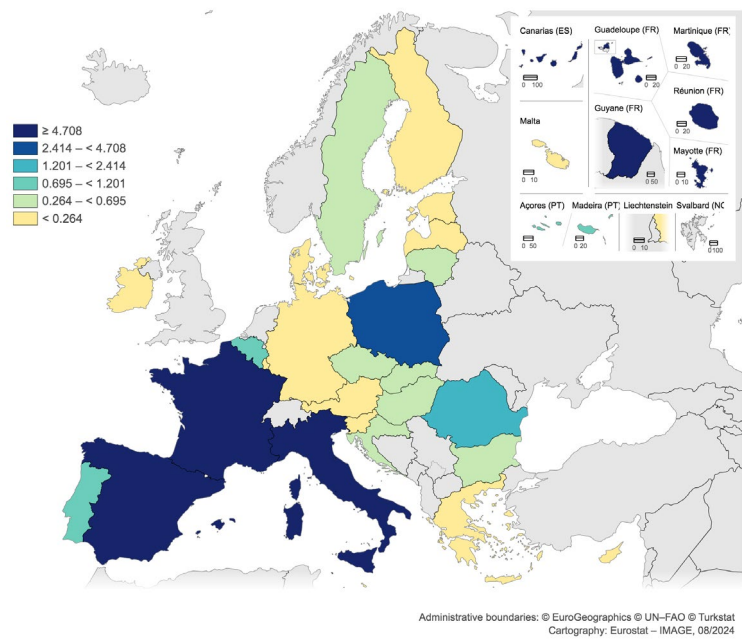 Canarias (ES)
0 100
Guadeloupe (FR)
0 20
Martinique (FR)
0 20
Réunion (FR)
0 20
Malta
0 10
Guyane (FR)
0 50
Mayotte (FR)
0 10
Açores (PT)
0 50
Madeira (PT)
0 20
Liechtenstein
0 10
Svalbard (NO
0100
≥ 4.708
2.414 – < 4.708
1.201 – < 2.414
0.695 – < 1.201
0.264 – < 0.695
< 0.264
Administrative boundaries: © EuroGeographics © UN–FAO © Turkstat
Cartography: Eurostat – IMAGE, 08/2024